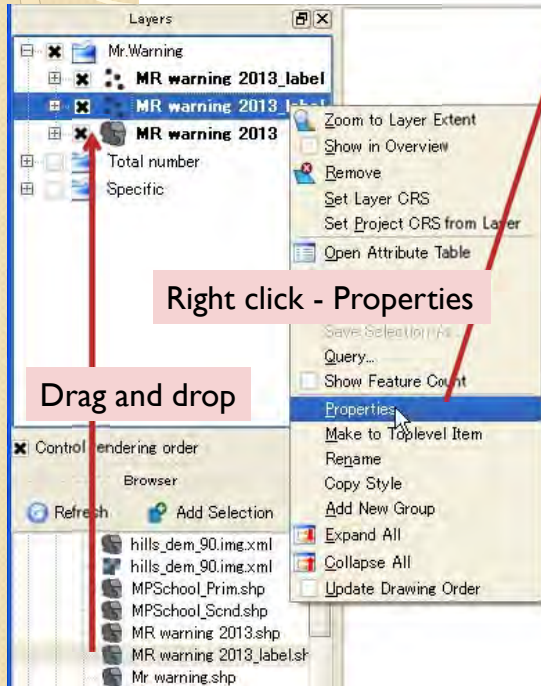 Layers
Mr.Warning
MR warning 2013_label
MR warning 2013_label
MR warning 2013
Total number
Specific
Zoom to Layer Extent
Show in Overview
Remove
Set Layer CRS
Set Project CRS from Layer
Open Attribute Table
Right click - Properties
Save Selection As...
Query...
Show Feature Count
Properties
Make to Toplevel Item
Rename
Copy Style
Add New Group
Expand All
Collapse All
Update Drawing Order
Drag and drop
Control rendering order
Browser
Refresh
Add Selection
hills_dem_90.img.xml
hills_dem_90.img.xml
MPSchool_Prim.shp
MPSchool_Scnd.shp
MR warning 2013.shp
MR warning 2013_label.sh
Mr warning.shp